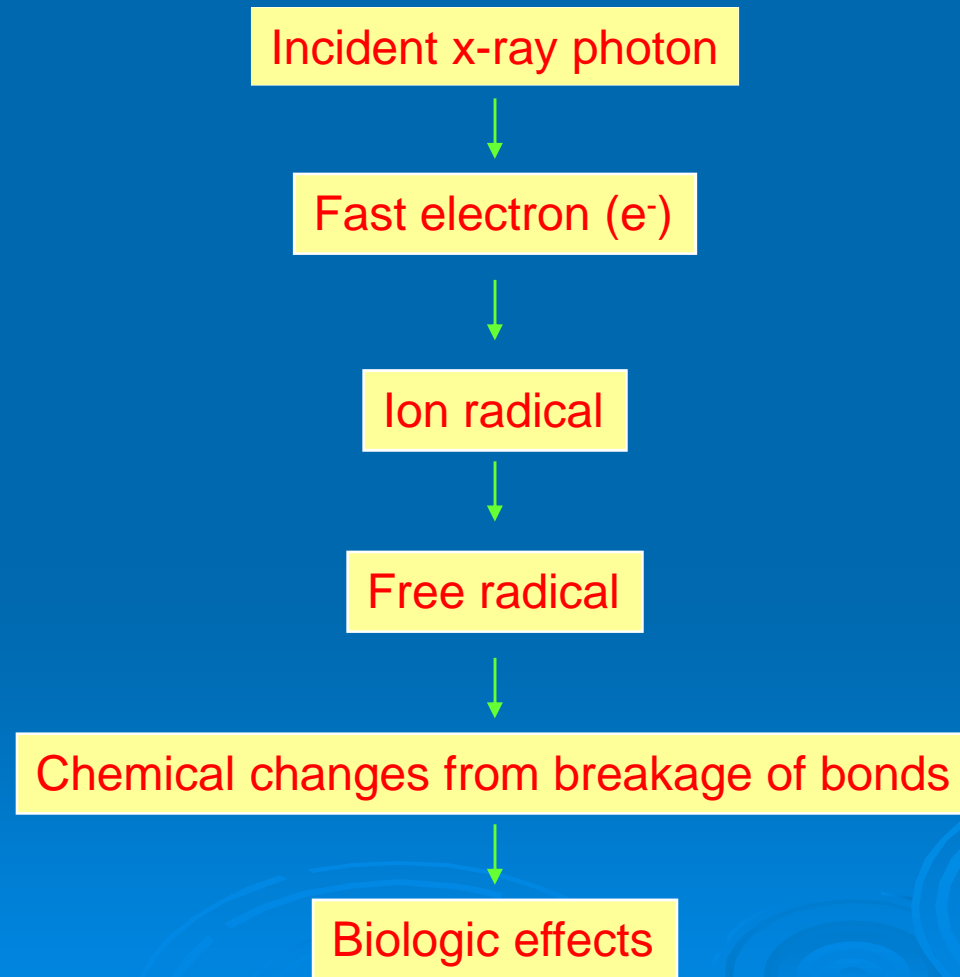 Incident x-ray photon
Fast electron (e⁻)
Ion radical
Free radical
Chemical changes from breakage of bonds
Biologic effects